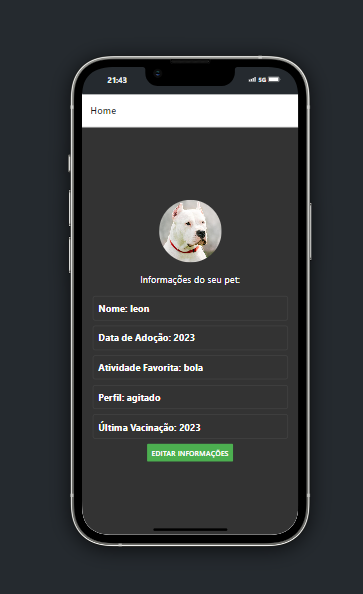 21:43
5G
Home
Informações do seu pet:
Nome: leon
Data de Adoção: 2023
Atividade Favorita: bola
Perfil: agitado
Última Vacinação: 2023
EDITAR INFORMAÇÕES